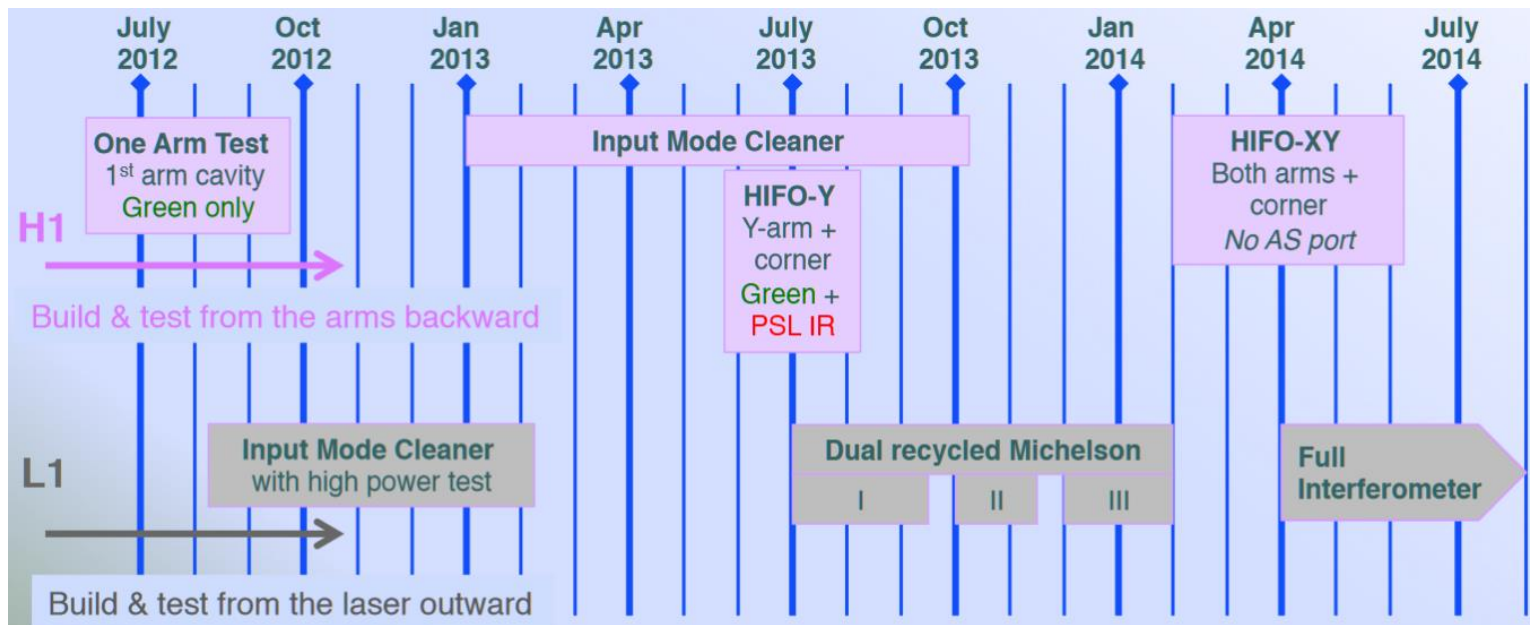 July
2012
Oct
2012
Jan
2013
Apr
2013
July
2013
Oct
2013
Jan
2014
Apr
2014
July
2014
One Arm Test
1st arm cavity
Green only
Input Mode Cleaner
HIFO-Y
Y-arm +
corner
Green +
PSL IR
HIFO-XY
Both arms +
corner
No AS port
H1
Build & test from the arms backward
L1
Input Mode Cleaner
with high power test
Dual recycled Michelson
I
II
III
Full
Interferometer
Build & test from the laser outward